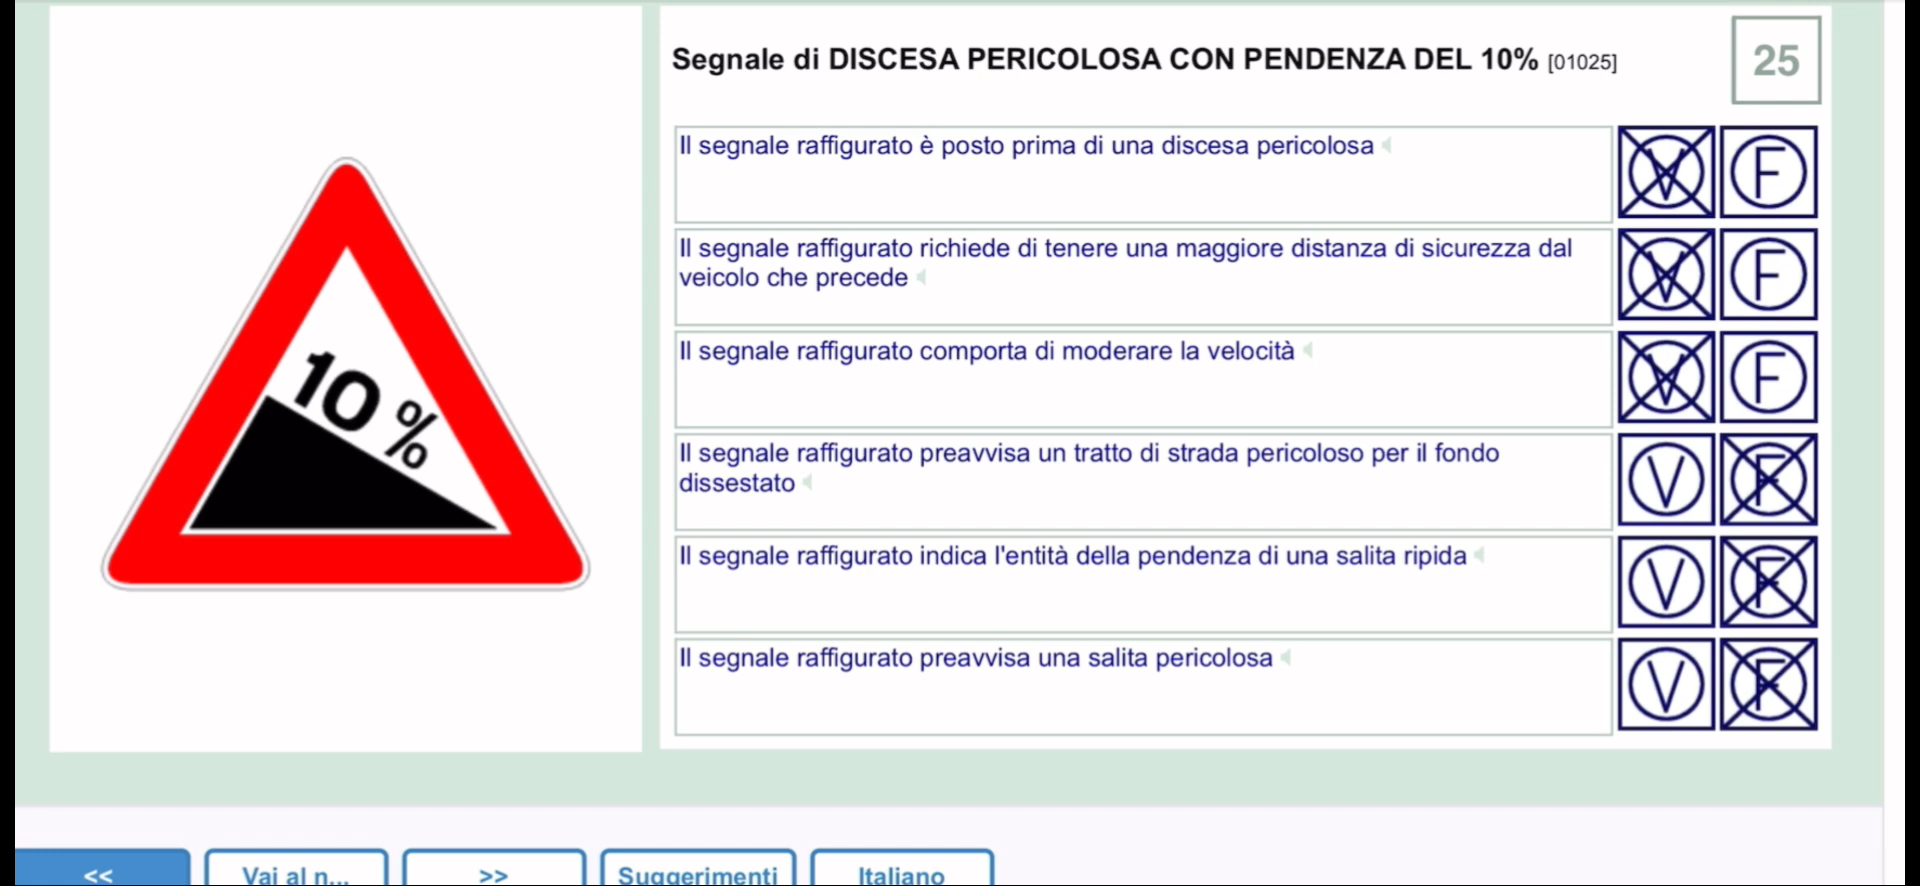 Segnale di DISCESA PERICOLOSA CON PENDENZA DEL 10% [01025]
25
10 %
Il segnale raffigurato è posto prima di una discesa pericolosa
V F
Il segnale raffigurato richiede di tenere una maggiore distanza di sicurezza dal
veicolo che precede
V F
Il segnale raffigurato comporta di moderare la velocità
V F
Il segnale raffigurato preavvisa un tratto di strada pericoloso per il fondo
dissestato
V F
Il segnale raffigurato indica l'entità della pendenza di una salita ripida
V F
Il segnale raffigurato preavvisa una salita pericolosa
V F
<< Vai al n... >> Suggerimenti Italiano